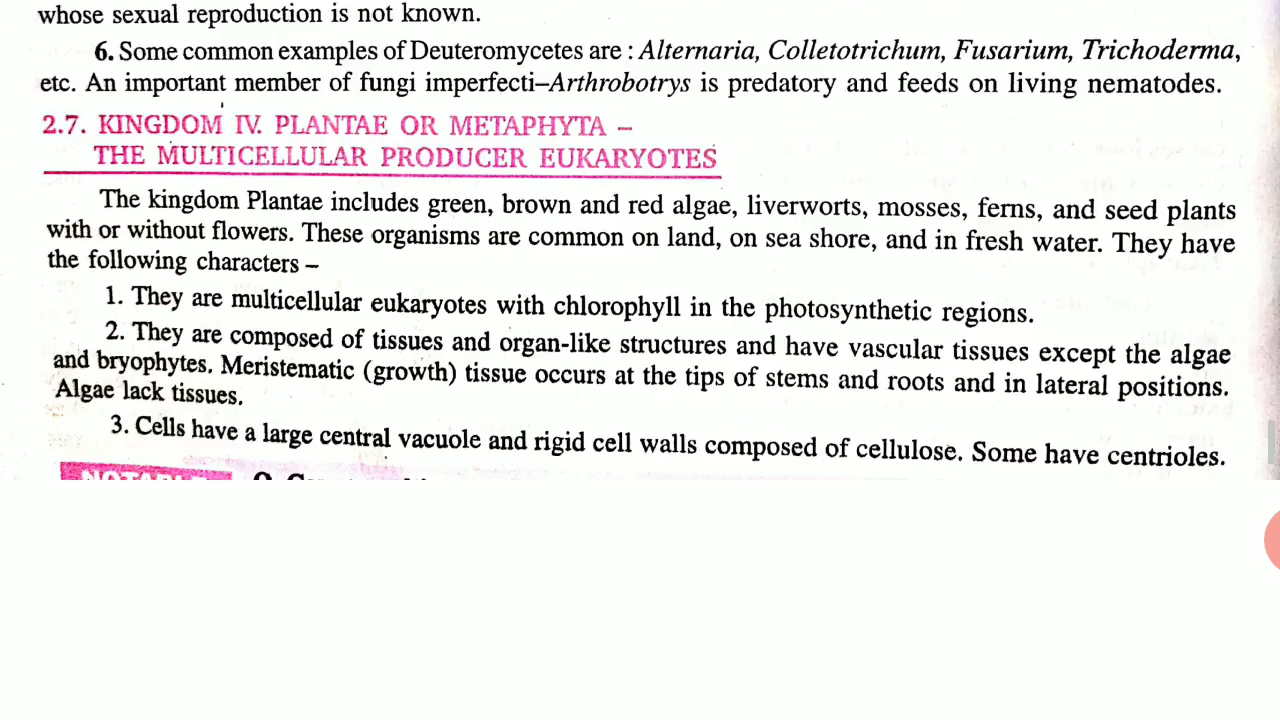 whose sexual reproduction is not known.
6. Some common examples of Deuteromycetes are : Alternaria, Colletotrichum, Fusarium, Trichoderma,
etc. An important member of fungi imperfecti–Arthrobotrys is predatory and feeds on living nematodes.
2.7. KINGDOM IV. PLANTAE OR METAPHYTA –
THE MULTICELLULAR PRODUCER EUKARYOTES
The kingdom Plantae includes green, brown and red algae, liverworts, mosses, ferns, and seed plants
with or without flowers. These organisms are common on land, on sea shore, and in fresh water. They have
the following characters –
1. They are multicellular eukaryotes with chlorophyll in the photosynthetic regions.
2. They are composed of tissues and organ-like structures and have vascular tissues except the algae
and bryophytes. Meristematic (growth) tissue occurs at the tips of stems and roots and in lateral positions.
Algae lack tissues.
3. Cells have a large central vacuole and rigid cell walls composed of cellulose. Some have centrioles.